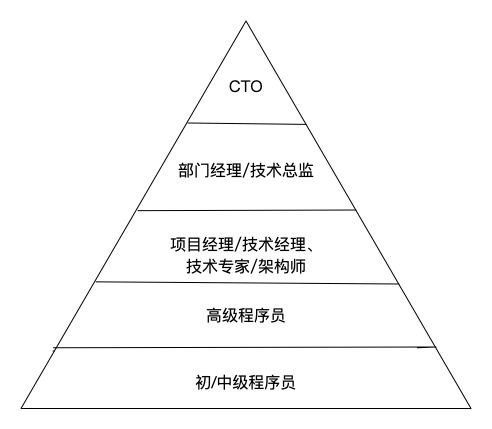 CTO
部门经理/技术总监
项目经理/技术经理、
技术专家/架构师
高级程序员
初/中级程序员